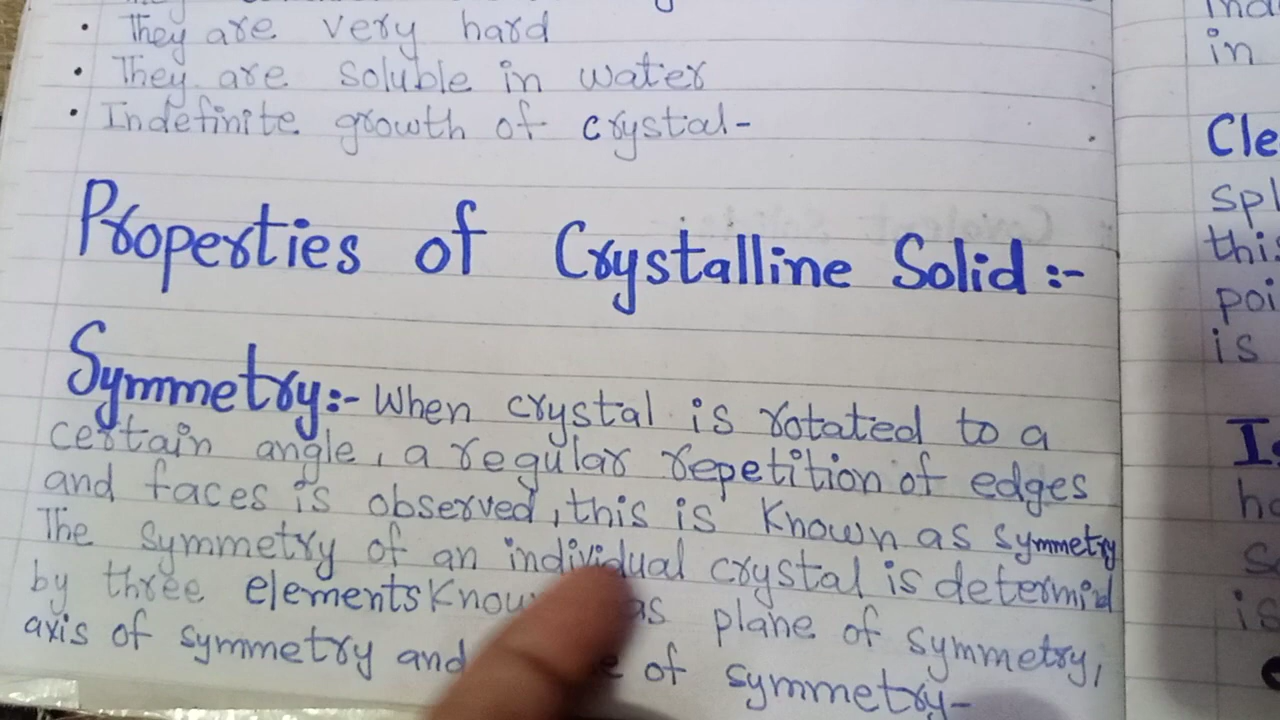 • They are very hard
• They are soluble in water
• Indefinite growth of crystal-
Properties of Crystalline Solid :-
Symmetry:- When crystal is rotated to a
certain angle, a regular repetition of edges
and faces is observed, this is known as symmetry
The symmetry of an individual crystal is determind
by three elements as plane of symmetry,
axis of symmetry and of symmetry-
in
Cle
spl
this
poi
is
is